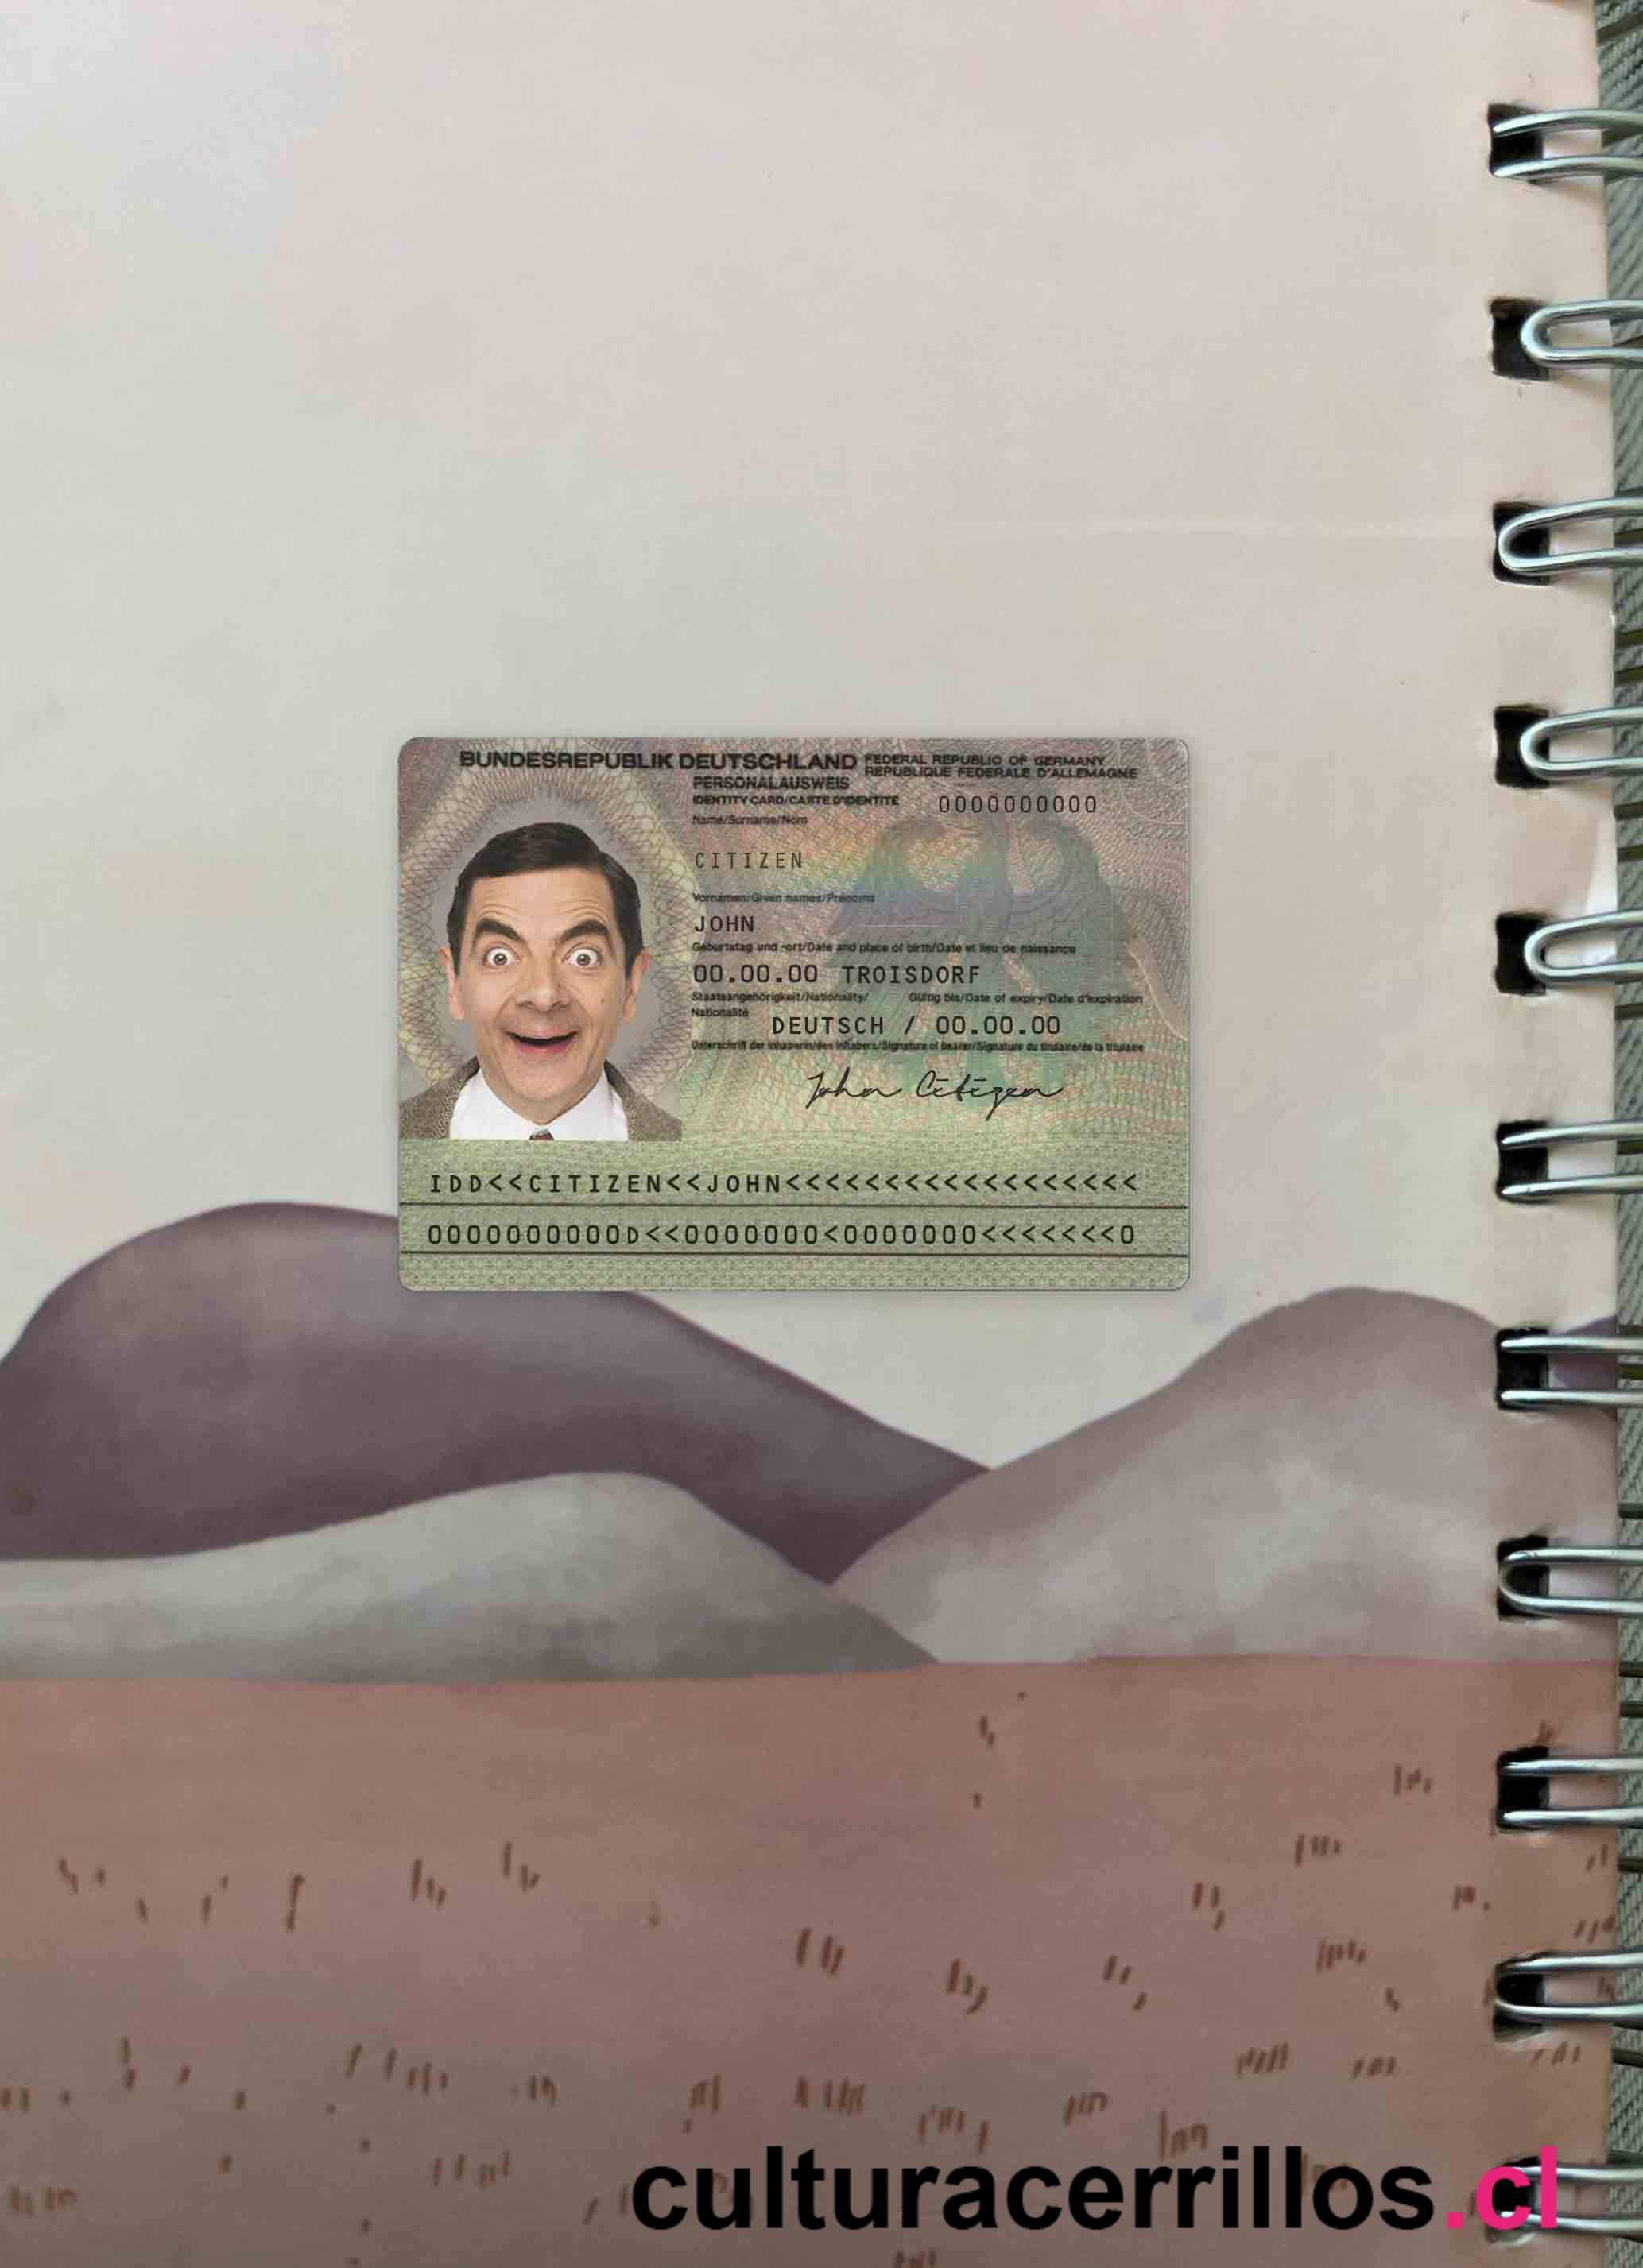 BUNDESREPUBLIK DEUTSCHLAND FEDERAL REPUBLIC OF GERMANY
REPUBLIQUE FEDERALE D'ALLEMAGNE
PERSONALAUSWEIS
IDENTITY CARD/CARTE D'IDENTITE 0000000000
Name/Surname/Nom
CITIZEN
Vornamen/Given names/Prénoms
JOHN
Geburtstag und -ort/Date and place of birth/Date et lieu de naissance
00.00.00 TROISDORF
Staatsangehörigkeit/Nationality/ Gültig bis/Date of expiry/Date d'expiration
Nationalité
DEUTSCH / 00.00.00
Unterschrift der Inhaberin/des Inhabers/Signature of bearer/Signature du titulaire/de la titulaire
John Citizen
IDD<<CITIZEN<<JOHN<<<<<<<<<<<<<<<<<<
0000000000D<<0000000<0000000<<<<<<<0
culturacerrillos.cl